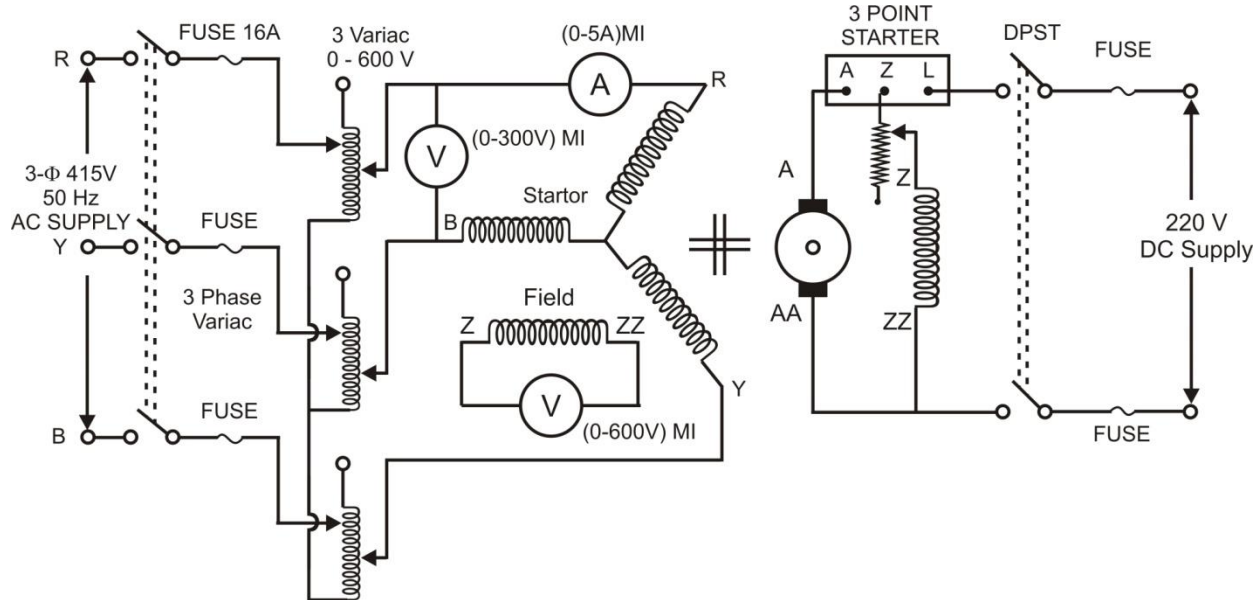 FUSE 16A
3 Variac
0 - 600 V
(0-5A)MI
3 POINT
STARTER
DPST
FUSE
R
R
A
A Z L
V
(0-300V) MI
3-Φ 415V
50 Hz
AC SUPPLY
Y
FUSE
Startor
B
A
Z
220 V
DC Supply
3 Phase
Variac
Field
Z
ZZ
AA
ZZ
V
(0-600V) MI
Y
B
FUSE
FUSE